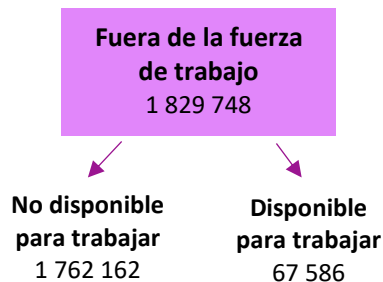 Fuera de la fuerza
de trabajo
1 829 748
No disponible
para trabajar
1 762 162
Disponible
para trabajar
67 586